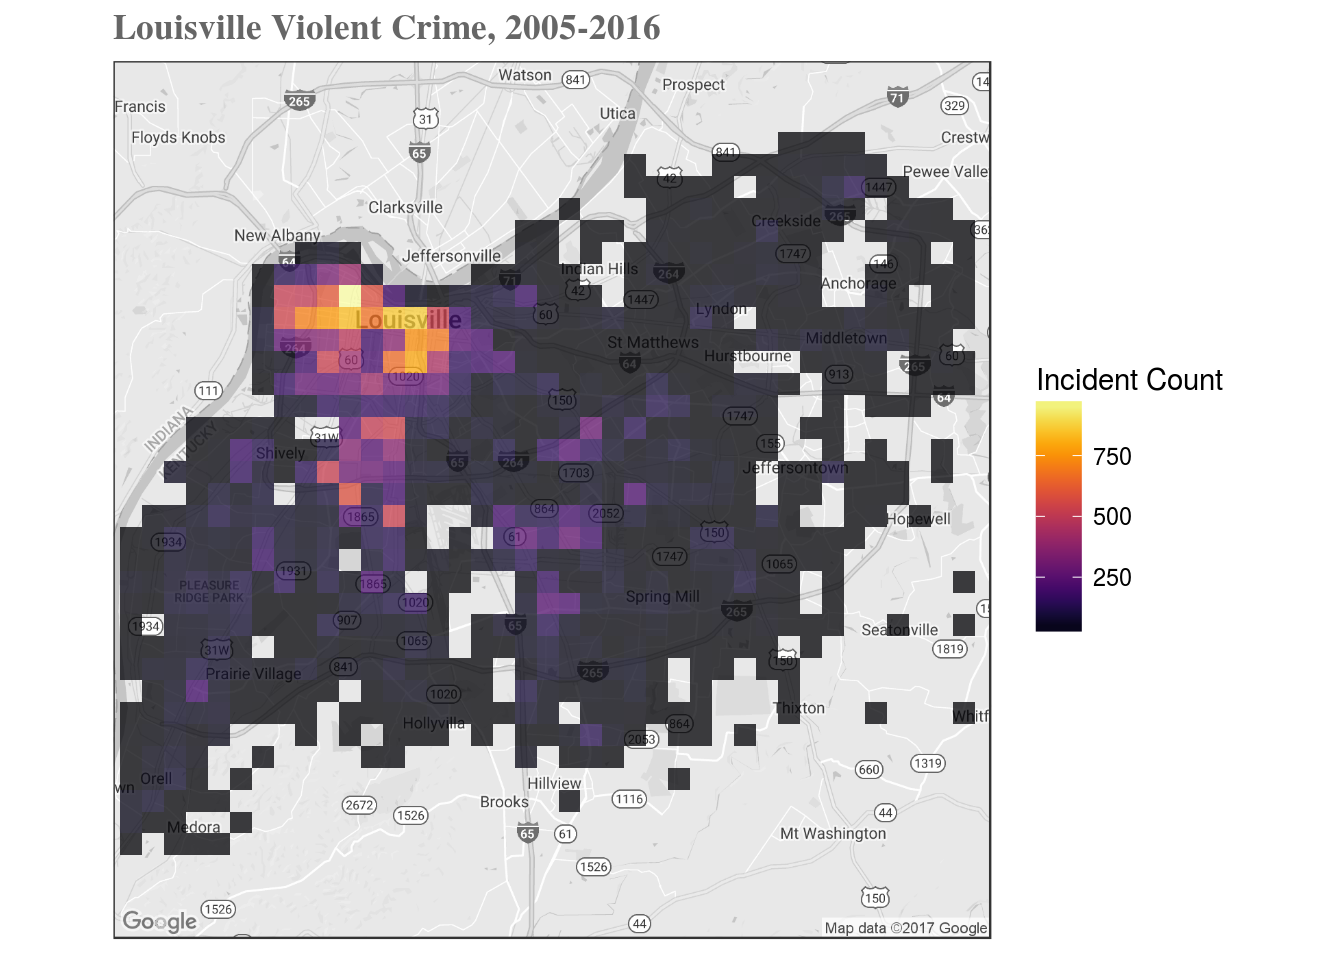 Louisville Violent Crime, 2005-2016
Watson
841
Prospect
14
265
71
Francis
329
Utica
31
Floyds Knobs
Crestw
65
841
Pewee Valle
42
1447
Clarksville
265
Creekside
36
New Albany
1747
Jeffersonville
64
146
Indian Hills
71
264
Anchorage
42
1447
Lyndon
60
Louisville
Middletown
St Matthews
264
Hurstbourne
60
60
64
265
1020
913
111
64
150
1747
INDIANA
KENTUCKY
31W
155
Shively
65
264
Jeffersontown
1703
864
2052
1865
Hopewell
150
61
1934
1747
1065
1931
PLEASURE
RIDGE PARK
1865
Spring Mill
1020
265
15
907
65
1934
Seatonville
1065
31W
1819
150
841
Prairie Village
265
1020
Thixton
Whitf
Hollyvilla
864
2053
1319
660
Orell
Hillview
wn
Brooks
1116
2672
44
1526
Medora
65
61
Mt Washington
1526
150
1526
44
Google
Map data ©2017 Google
Incident Count
750
500
250